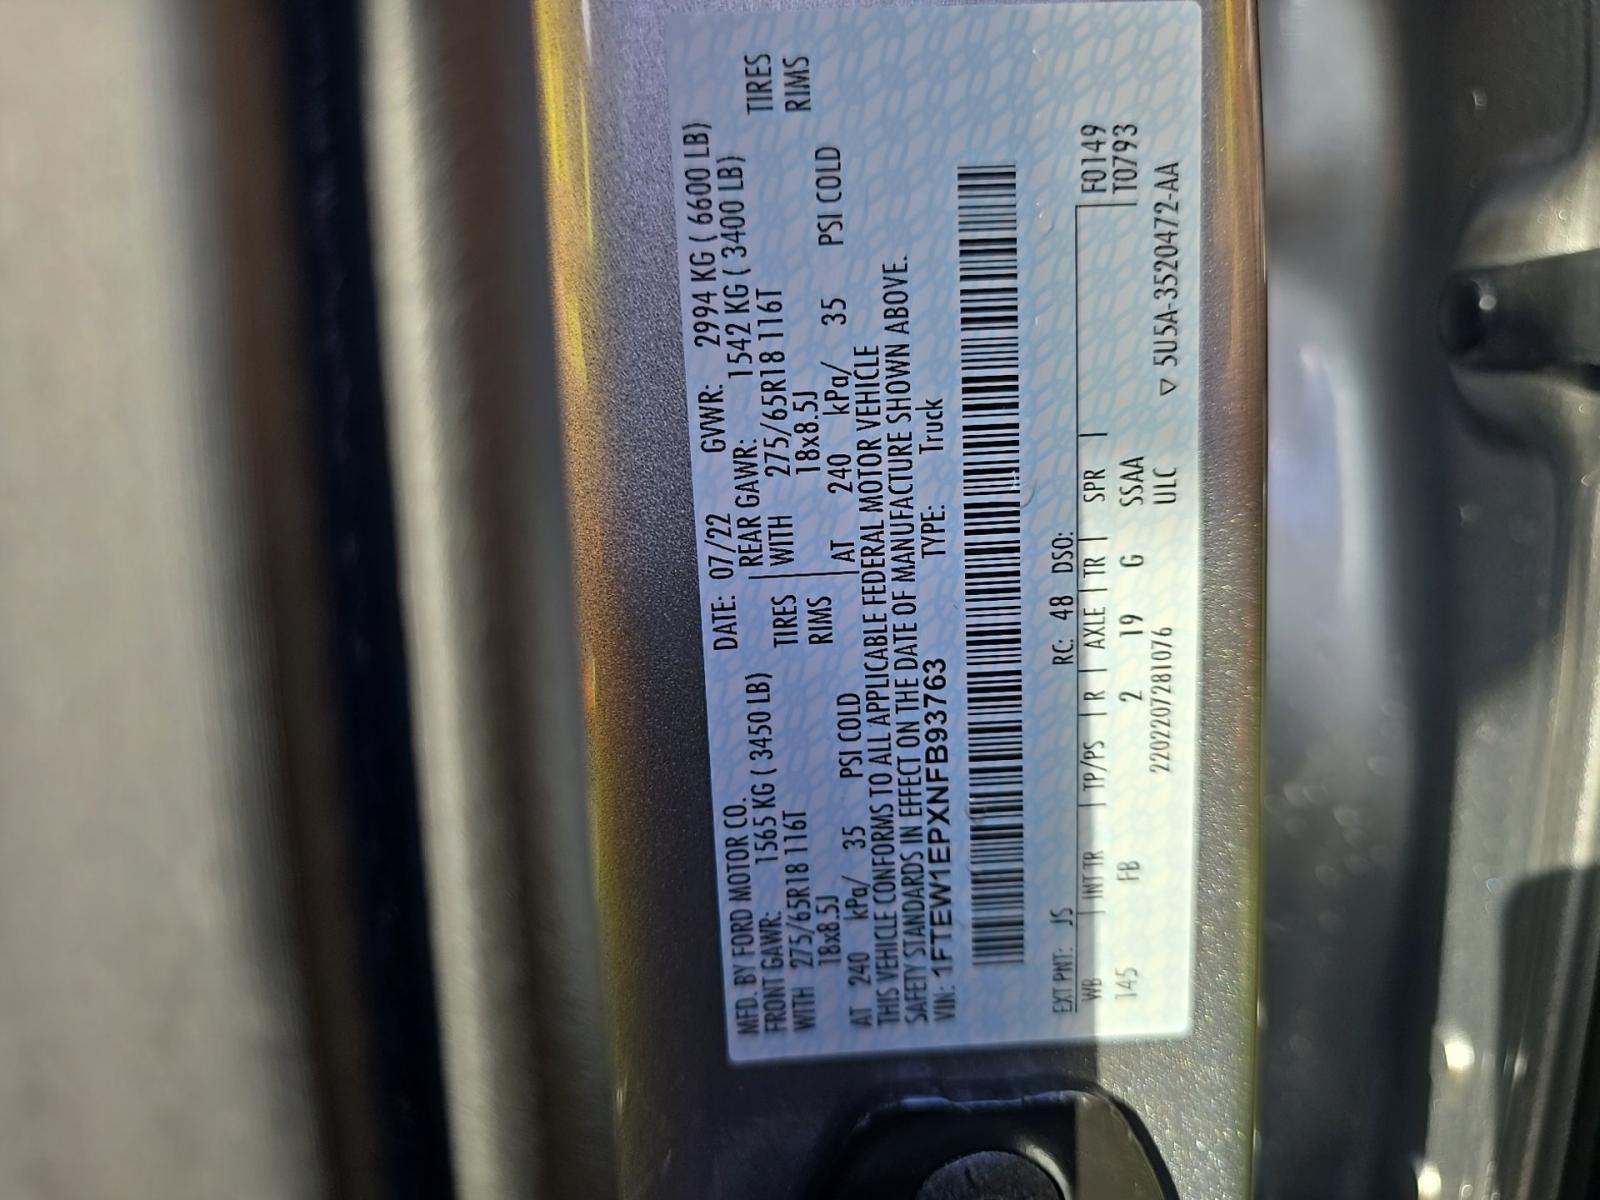 MFD. BY FORD MOTOR CO.
DATE: 07/22 GVWR: 2994 KG ( 6600 LB)
FRONT GAWR: 1565 KG ( 3450 LB) REAR GAWR: 1542 KG ( 3400 LB)
WITH 275/65R18 116T TIRES WITH 275/65R18 116T TIRES
18x8.5J RIMS 18x8.5J RIMS
AT 240 kPa/ 35 PSI COLD AT 240 kPa/ 35 PSI COLD
THIS VEHICLE CONFORMS TO ALL APPLICABLE FEDERAL MOTOR VEHICLE
SAFETY STANDARDS IN EFFECT ON THE DATE OF MANUFACTURE SHOWN ABOVE.
VIN: 1FTEW1EPXNFB93763 TYPE: Truck
EXT PNT: JS RC: 48 DSO:
WB | INT TR | TP/PS | R | AXLE | TR | SPR | F0149
145 FB 2 19 G SSAA T0793
220220728 1076 ULC ▽ 5U5A-3520472-AA